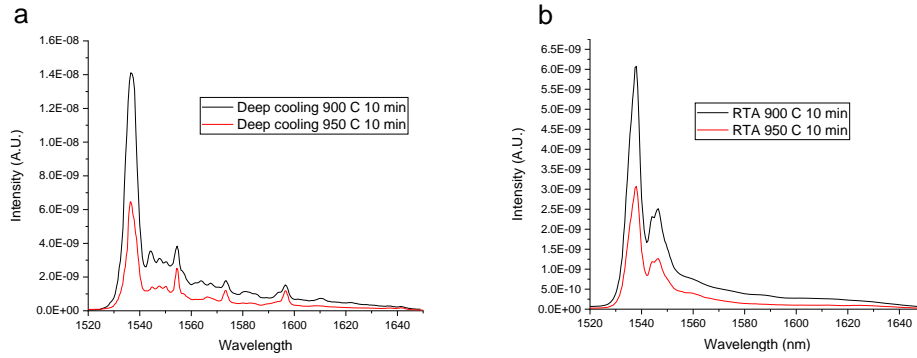 a
1.6E-08
1.4E-08
1.2E-08
1.0E-08
8.0E-09
6.0E-09
4.0E-09
2.0E-09
0.0E+00
Intensity (A.U.)
Deep cooling 900 C 10 min
Deep cooling 950 C 10 min
1520 1540 1560 1580 1600 1620 1640
Wavelength
b
6.5E-09
6.0E-09
5.5E-09
5.0E-09
4.5E-09
4.0E-09
3.5E-09
3.0E-09
2.5E-09
2.0E-09
1.5E-09
1.0E-09
5.0E-10
0.0E+00
Intensity (A.U.)
RTA 900 C 10 min
RTA 950 C 10 min
1520 1540 1560 1580 1600 1620 1640
Wavelength (nm)